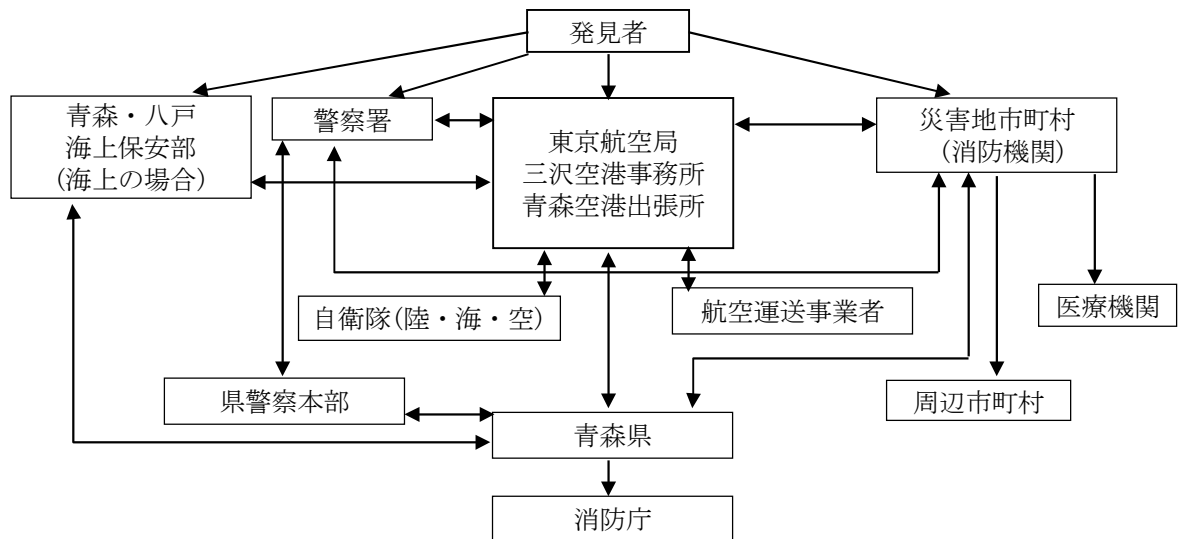 発見者
青森・八戸
海上保安部
(海上の場合)
警察署
東京航空局
三沢空港事務所
青森空港出張所
災害地市町村
(消防機関)
自衛隊(陸・海・空)
航空運送事業者
医療機関
県警察本部
周辺市町村
青森県
消防庁